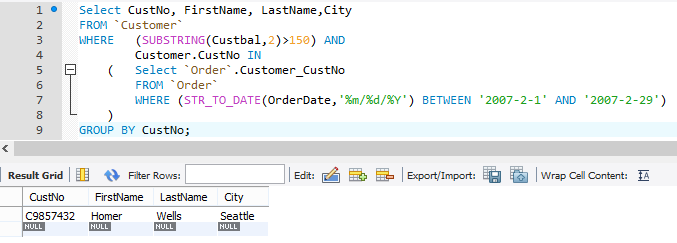 1 Select CustNo, FirstName, LastName,City
2 FROM `Customer`
3 WHERE (SUBSTRING(Custbal,2)>150) AND
4 Customer.CustNo IN
5 ( Select `Order`.Customer_CustNo
6 FROM `Order`
7 WHERE (STR_TO_DATE(OrderDate,'%m/%d/%Y') BETWEEN '2007-2-1' AND '2007-2-29')
8 )
9 GROUP BY CustNo;
Result Grid Filter Rows: Edit: Export/Import: Wrap Cell Content: IA
CustNo FirstName LastName City
C9857432 Homer Wells Seattle
NULL NULL NULL NULL